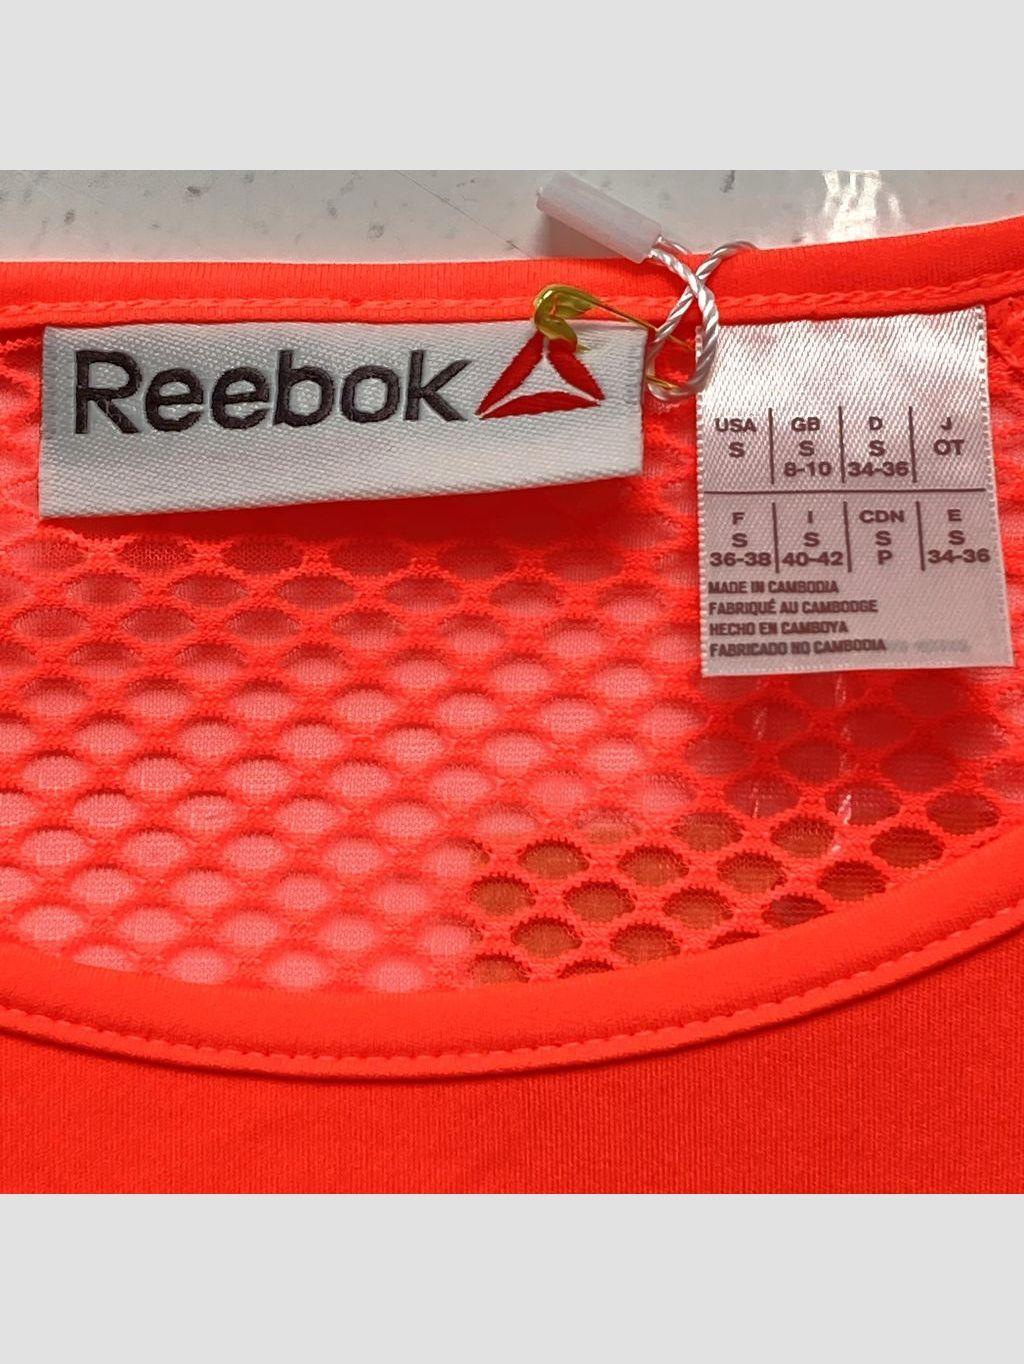 Reebok
USA GB D J
S S S OT
8-10 34-36
F I CDN E
S S S S
36-38 40-42 P 34-36
MADE IN CAMBODIA
FABRIQUÉ AU CAMBODGE
HECHO EN CAMBOYA
FABRICADO NO CAMBODIA